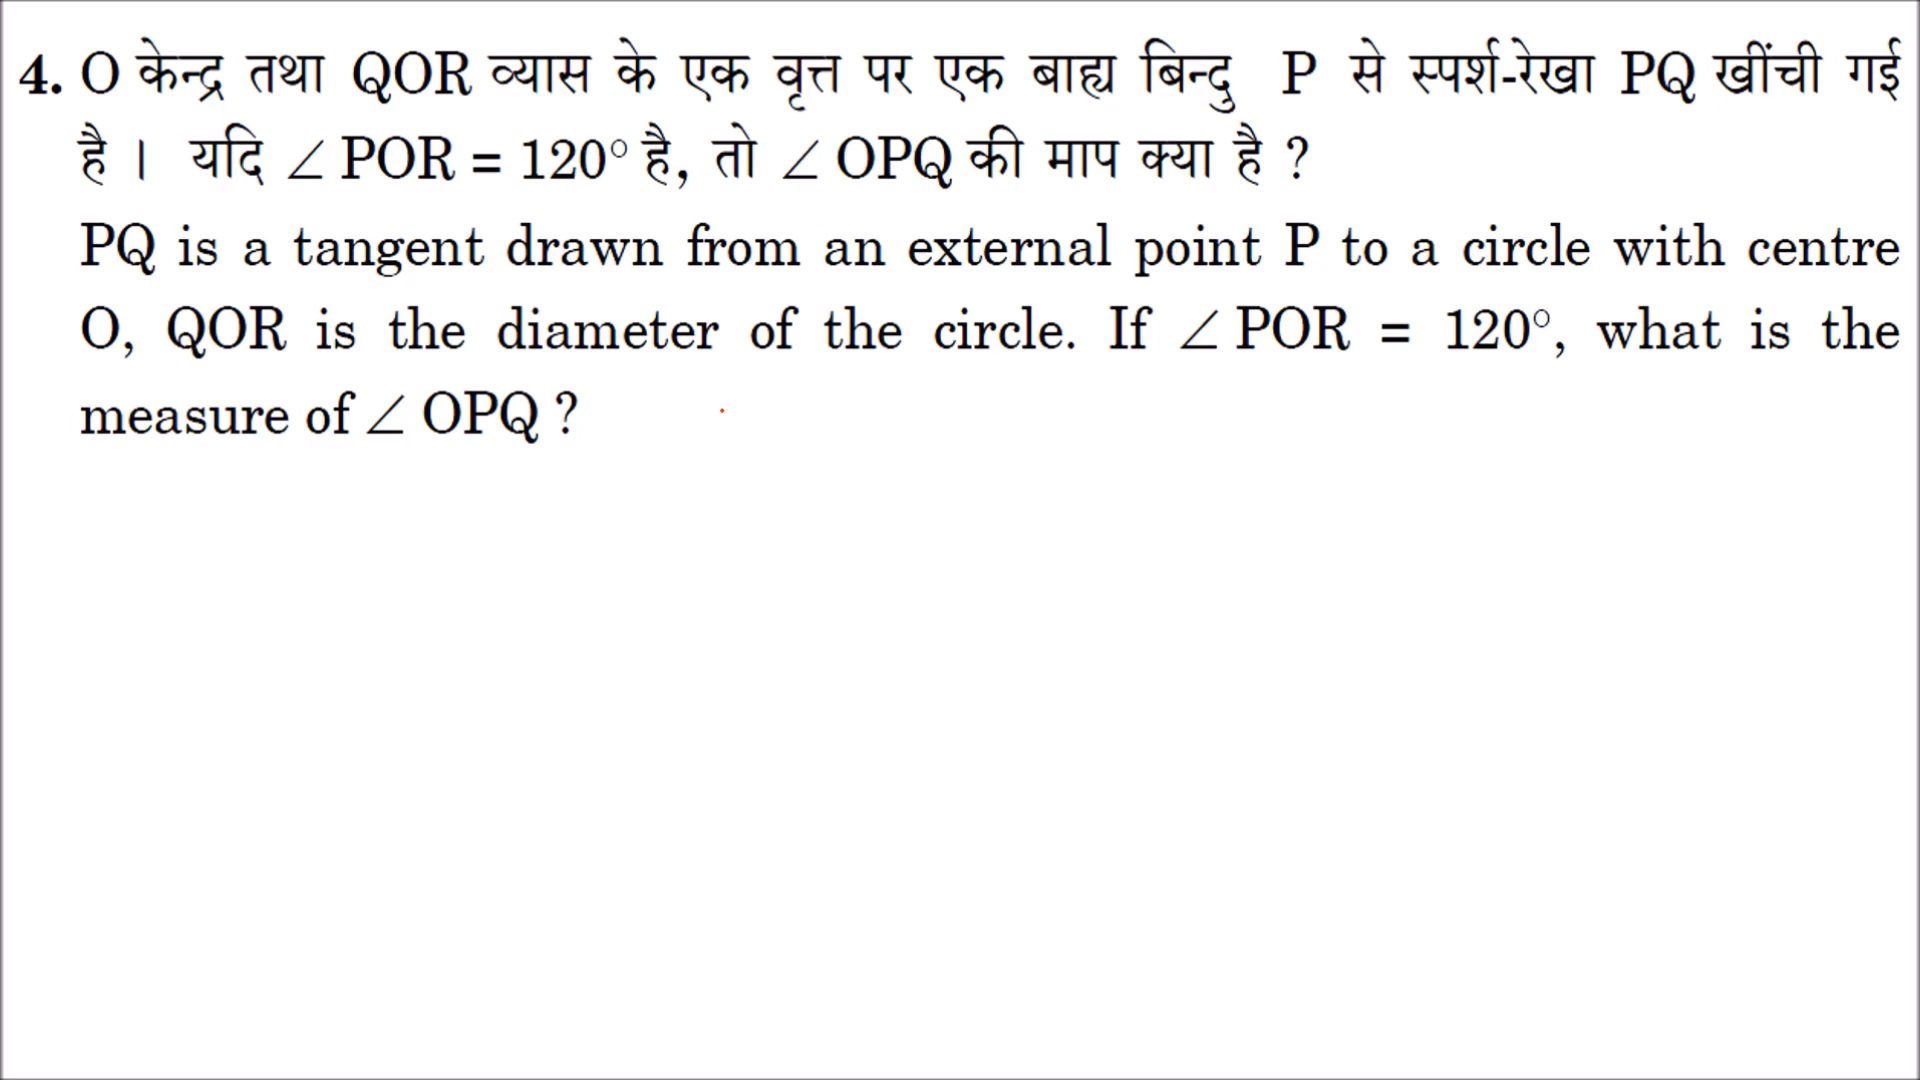 4. O केन्द्र तथा QOR व्यास के एक वृत्त पर एक बाह्य बिन्दु P से स्पर्श-रेखा PQ खींची गई
है । यदि ∠ POR = 120° है, तो ∠ OPQ की माप क्या है ?
PQ is a tangent drawn from an external point P to a circle with centre
O, QOR is the diameter of the circle. If ∠ POR = 120°, what is the
measure of ∠ OPQ ?